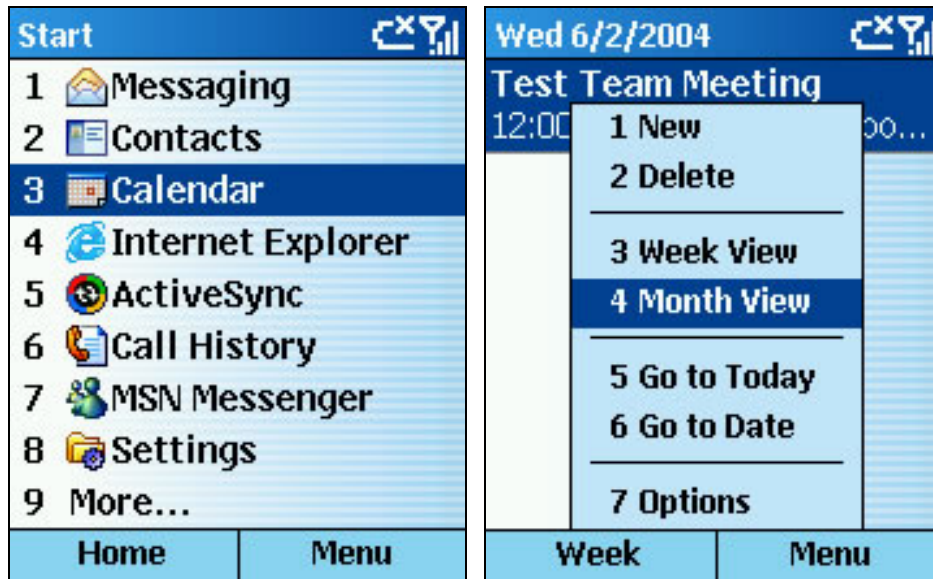 Start
1 Messaging
2 Contacts
3 Calendar
4 Internet Explorer
5 ActiveSync
6 Call History
7 MSN Messenger
8 Settings
9 More...
Home Menu
Wed 6/2/2004
Test Team Meeting
12:00
1 New
2 Delete
3 Week View
4 Month View
5 Go to Today
6 Go to Date
7 Options
Week Menu